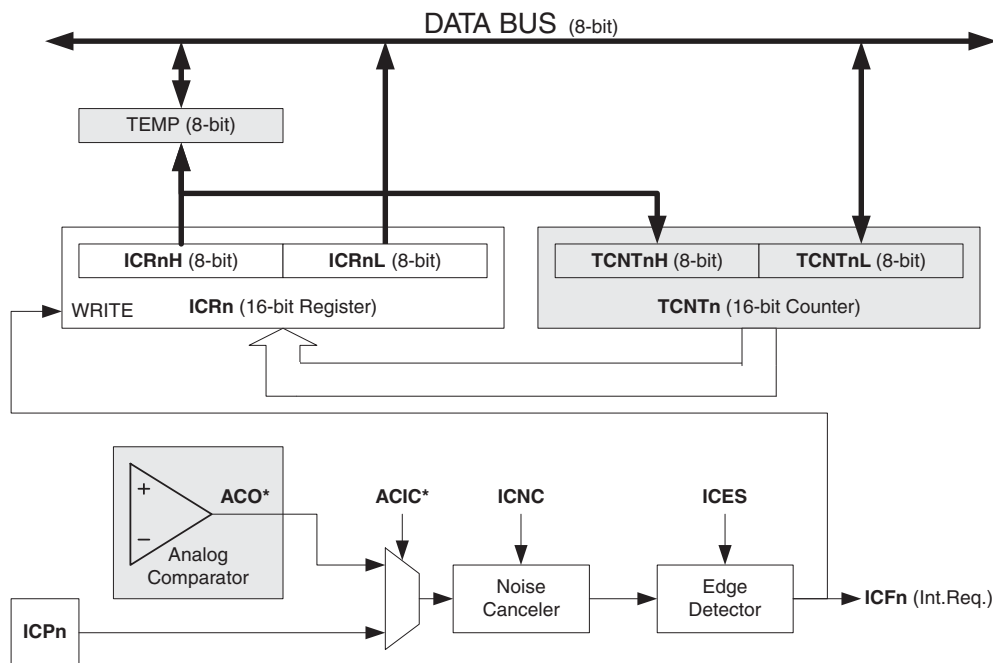 DATA BUS (8-bit)
TEMP (8-bit)
ICRnH (8-bit) ICRnL (8-bit)
TCNTnH (8-bit) TCNTnL (8-bit)
WRITE
ICRn (16-bit Register)
TCNTn (16-bit Counter)
+
−
ACO*
Analog
Comparator
ACIC*
ICNC
ICES
Noise
Canceler
Edge
Detector
ICFn (Int.Req.)
ICPn